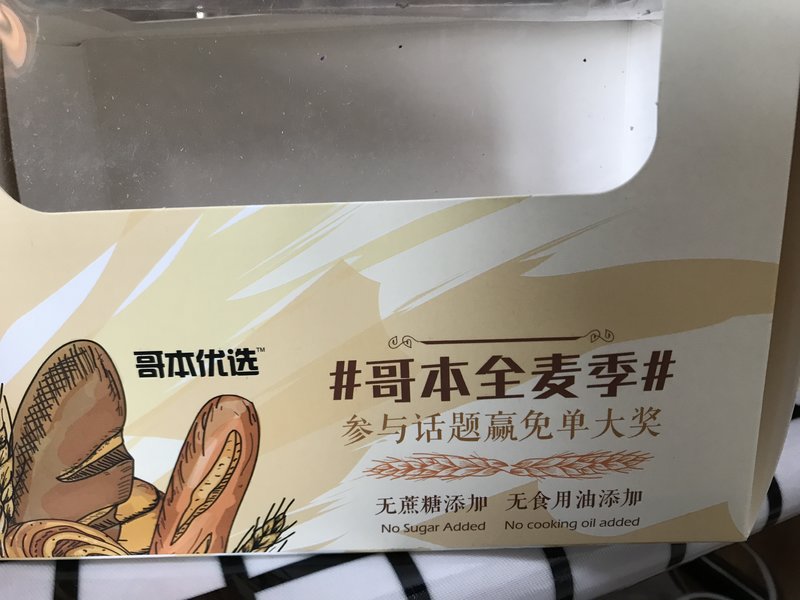 哥本优选™
#哥本全麦季#
参与话题赢免单大奖
无蔗糖添加 无食用油添加
No Sugar Added No cooking oil added